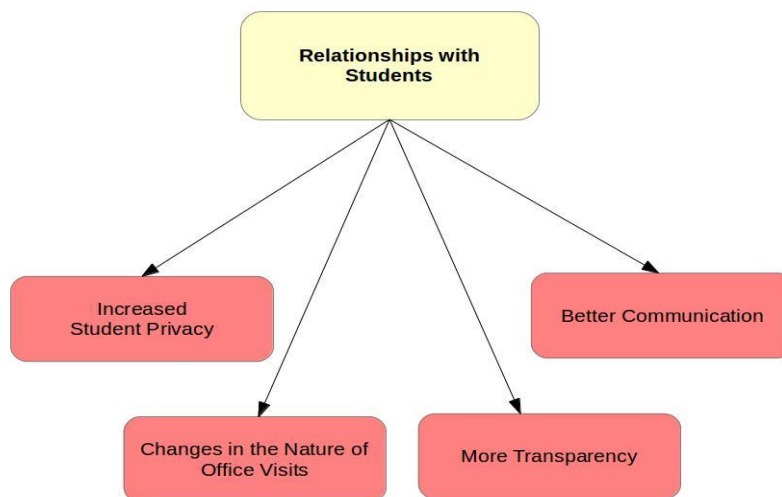 Relationships with
Students
Increased
Student Privacy
Better Communication
Changes in the Nature of
Office Visits
More Transparency